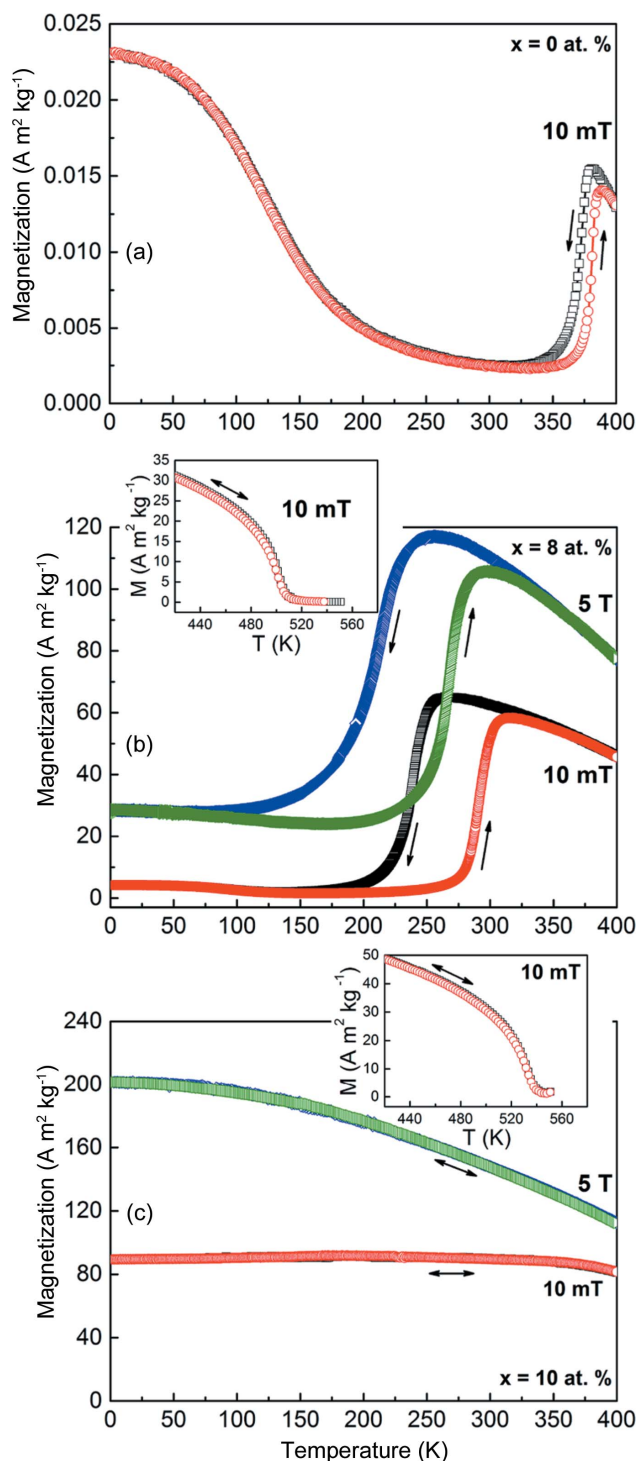 0.025
x = 0 at. %
0.020
10 mT
0.015
0.010
(a)
0.005
0.000
0 50 100 150 200 250 300 350 400
Magnetization (A m² kg⁻¹)
35
30
25
20
15
10
5
0
M (A m² kg⁻¹)
10 mT
440 480 520 560
T (K)
120
x = 8 at. %
100
5 T
80
60
(b)
10 mT
40
20
0
0 50 100 150 200 250 300 350 400
Magnetization (A m² kg⁻¹)
50
40
30
20
10
0
M (A m² kg⁻¹)
10 mT
440 480 520 560
T (K)
240
200
5 T
160
(c)
120
80
10 mT
40
x = 10 at. %
0
0 50 100 150 200 250 300 350 400
Magnetization (A m² kg⁻¹)
Temperature (K)